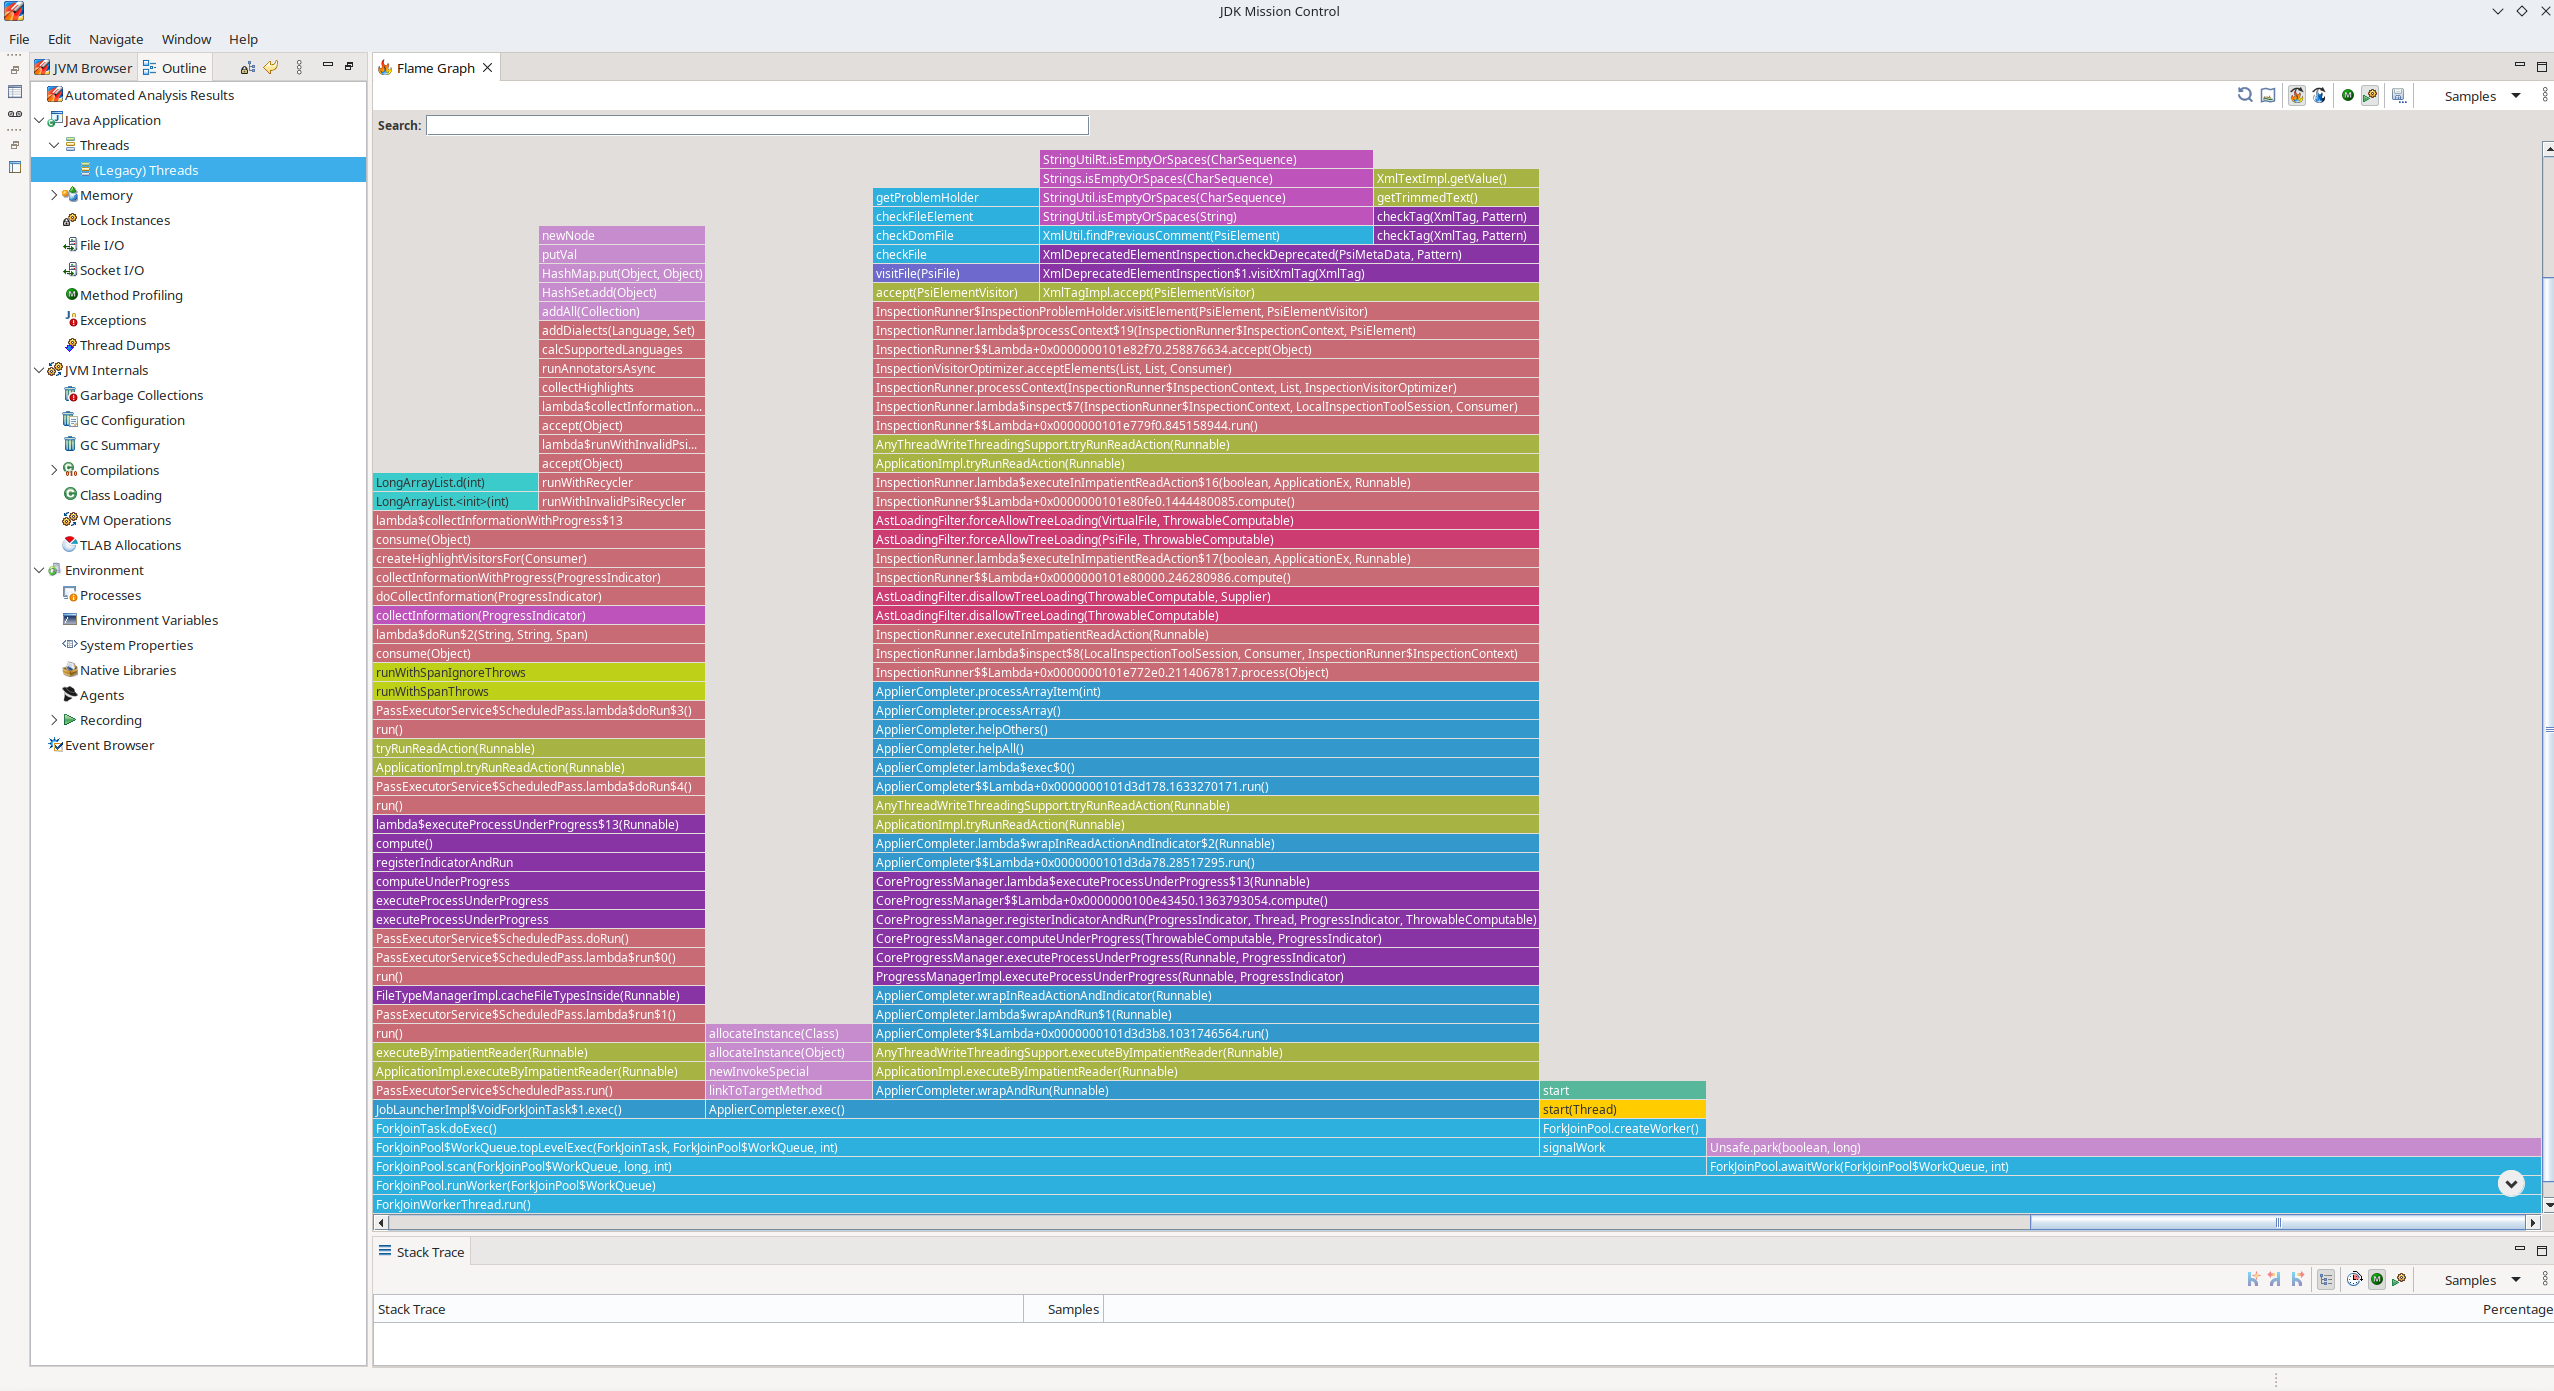 JDK Mission Control
File Edit Navigate Window Help
JVM Browser Outline
Automated Analysis Results
Java Application
Threads
(Legacy) Threads
Memory
Lock Instances
File I/O
Socket I/O
Method Profiling
Exceptions
Thread Dumps
JVM Internals
Garbage Collections
GC Configuration
GC Summary
Compilations
Class Loading
VM Operations
TLAB Allocations
Environment
Processes
Environment Variables
System Properties
Native Libraries
Agents
Recording
Event Browser
Flame Graph
Samples
Search:
StringUtilRt.isEmptyOrSpaces(CharSequence)
Strings.isEmptyOrSpaces(CharSequence) XmlTextImpl.getValue()
getProblemHolder StringUtil.isEmptyOrSpaces(CharSequence) getTrimmedText()
checkFileElement StringUtil.isEmptyOrSpaces(String) checkTag(XmlTag, Pattern)
newNode checkDomFile XmlUtil.findPreviousComment(PsiElement) checkTag(XmlTag, Pattern)
putVal checkFile XmlDeprecatedElementInspection.checkDeprecated(PsiMetaData, Pattern)
HashMap.put(Object, Object) visitFile(PsiFile) XmlDeprecatedElementInspection$1.visitXmlTag(XmlTag)
HashSet.add(Object) accept(PsiElementVisitor) XmlTagImpl.accept(PsiElementVisitor)
addAll(Collection) InspectionRunner$InspectionProblemHolder.visitElement(PsiElement, PsiElementVisitor)
addDialects(Language, Set) InspectionRunner.lambda$processContext$19(InspectionRunner$InspectionContext, PsiElement)
calcSupportedLanguages InspectionRunner$$Lambda+0x0000000101e82f70.258876634.accept(Object)
runAnnotatorsAsync InspectionVisitorOptimizer.acceptElements(List, List, Consumer)
collectHighlights InspectionRunner.processContext(InspectionRunner$InspectionContext, List, InspectionVisitorOptimizer)
lambda$collectInformation... InspectionRunner.lambda$inspect$7(InspectionRunner$InspectionContext, LocalInspectionToolSession, Consumer)
accept(Object) InspectionRunner$$Lambda+0x0000000101e779f0.845158944.run()
lambda$runWithInvalidPsi... AnyThreadWriteThreadingSupport.tryRunReadAction(Runnable)
accept(Object) ApplicationImpl.tryRunReadAction(Runnable)
LongArrayList.d(int) runWithRecycler InspectionRunner.lambda$executeInImpatientReadAction$16(boolean, ApplicationEx, Runnable)
LongArrayList.<init>(int) runWithInvalidPsiRecycler InspectionRunner$$Lambda+0x0000000101e80fe0.1444480085.compute()
lambda$collectInformationWithProgress$13 AstLoadingFilter.forceAllowTreeLoading(VirtualFile, ThrowableComputable)
consume(Object) AstLoadingFilter.forceAllowTreeLoading(PsiFile, ThrowableComputable)
createHighlightVisitorsFor(Consumer) InspectionRunner.lambda$executeInImpatientReadAction$17(boolean, ApplicationEx, Runnable)
collectInformationWithProgress(ProgressIndicator) InspectionRunner$$Lambda+0x0000000101e80000.246280986.compute()
doCollectInformation(ProgressIndicator) AstLoadingFilter.disallowTreeLoading(ThrowableComputable, Supplier)
collectInformation(ProgressIndicator) AstLoadingFilter.disallowTreeLoading(ThrowableComputable)
lambda$doRun$2(String, String, Span) InspectionRunner.executeInImpatientReadAction(Runnable)
consume(Object) InspectionRunner.lambda$inspect$8(LocalInspectionToolSession, Consumer, InspectionRunner$InspectionContext)
runWithSpanIgnoreThrows InspectionRunner$$Lambda+0x0000000101e772e0.2114067817.process(Object)
runWithSpanThrows ApplierCompleter.processArrayItem(int)
PassExecutorService$ScheduledPass.lambda$doRun$3() ApplierCompleter.processArray()
run() ApplierCompleter.helpOthers()
tryRunReadAction(Runnable) ApplierCompleter.helpAll()
ApplicationImpl.tryRunReadAction(Runnable) ApplierCompleter.lambda$exec$0()
PassExecutorService$ScheduledPass.lambda$doRun$4() ApplierCompleter$$Lambda+0x0000000101d3d178.1633270171.run()
run() AnyThreadWriteThreadingSupport.tryRunReadAction(Runnable)
lambda$executeProcessUnderProgress$13(Runnable) ApplicationImpl.tryRunReadAction(Runnable)
compute() ApplierCompleter.lambda$wrapInReadActionAndIndicator$2(Runnable)
registerIndicatorAndRun ApplierCompleter$$Lambda+0x0000000101d3da78.28517295.run()
computeUnderProgress CoreProgressManager.lambda$executeProcessUnderProgress$13(Runnable)
executeProcessUnderProgress CoreProgressManager$$Lambda+0x0000000100e43450.1363793054.compute()
executeProcessUnderProgress CoreProgressManager.registerIndicatorAndRun(ProgressIndicator, Thread, ProgressIndicator, ThrowableComputable)
PassExecutorService$ScheduledPass.doRun() CoreProgressManager.computeUnderProgress(ThrowableComputable, ProgressIndicator)
PassExecutorService$ScheduledPass.lambda$run$0() CoreProgressManager.executeProcessUnderProgress(Runnable, ProgressIndicator)
run() ProgressManagerImpl.executeProcessUnderProgress(Runnable, ProgressIndicator)
FileTypeManagerImpl.cacheFileTypesInside(Runnable) ApplierCompleter.wrapInReadActionAndIndicator(Runnable)
PassExecutorService$ScheduledPass.lambda$run$1() ApplierCompleter.lambda$wrapAndRun$1(Runnable)
run() allocateInstance(Class) ApplierCompleter$$Lambda+0x0000000101d3d3b8.1031746564.run()
executeByImpatientReader(Runnable) allocateInstance(Object) AnyThreadWriteThreadingSupport.executeByImpatientReader(Runnable)
ApplicationImpl.executeByImpatientReader(Runnable) newInvokeSpecial ApplicationImpl.executeByImpatientReader(Runnable)
PassExecutorService$ScheduledPass.run() linkToTargetMethod ApplierCompleter.wrapAndRun(Runnable) start
JobLauncherImpl$VoidForkJoinTask$1.exec() ApplierCompleter.exec() start(Thread)
ForkJoinTask.doExec() ForkJoinPool.createWorker()
ForkJoinPool$WorkQueue.topLevelExec(ForkJoinTask, ForkJoinPool$WorkQueue, int) signalWork Unsafe.park(boolean, long)
ForkJoinPool.scan(ForkJoinPool$WorkQueue, long, int) ForkJoinPool.awaitWork(ForkJoinPool$WorkQueue, int)
ForkJoinPool.runWorker(ForkJoinPool$WorkQueue)
ForkJoinWorkerThread.run()
Stack Trace
Samples
Stack Trace Samples Percentage